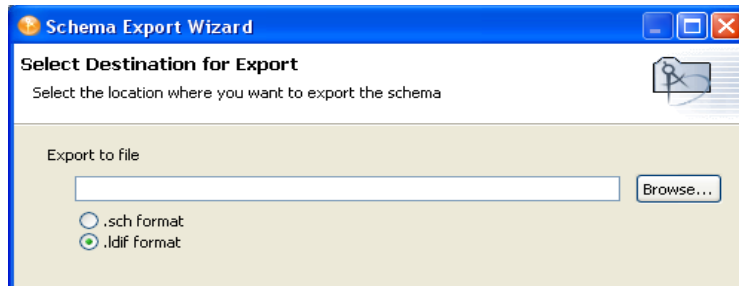 Schema Export Wizard
Select Destination for Export
Select the location where you want to export the schema
Export to file
Browse...
.sch format
.ldif format